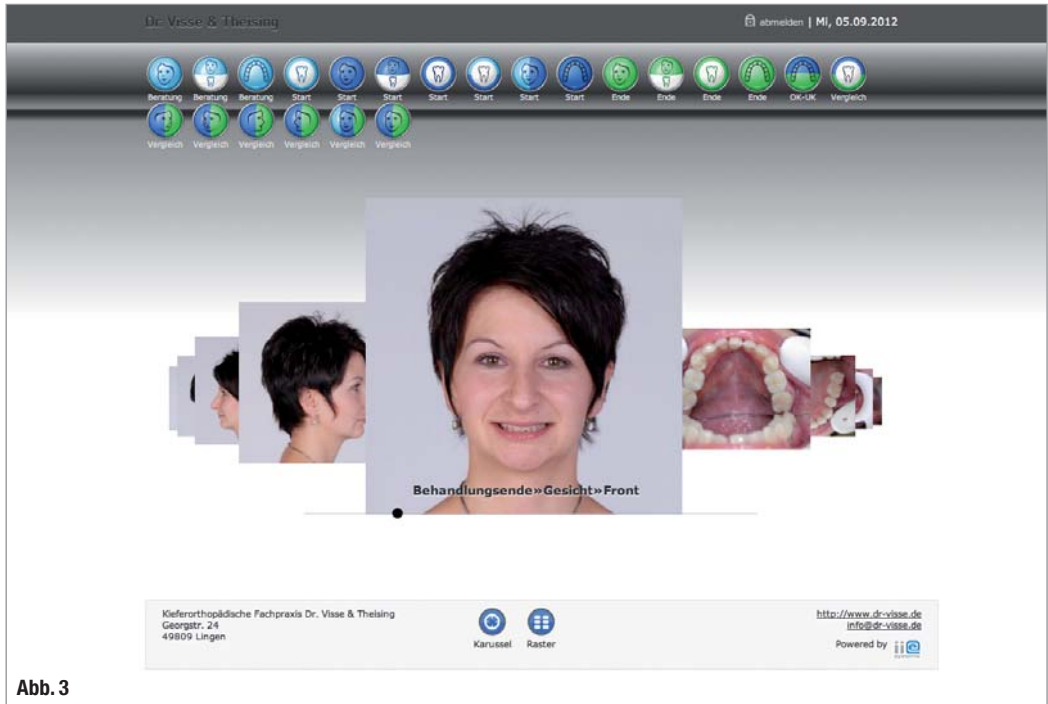 Dr. Visse & Theising
abmelden | Mi, 05.09.2012
Beratung Beratung Beratung Start Start Start Start Start Start Start Ende Ende Ende Ende OK-UK Vergleich
Vergleich Vergleich Vergleich Vergleich Vergleich Vergleich
Behandlungsende»Gesicht»Front
Kieferorthopädische Fachpraxis Dr. Visse & Theising
Georgstr. 24
49809 Lingen
Karussel Raster
http://www.dr-visse.de
info@dr-visse.de
Powered by iie systems
Abb. 3